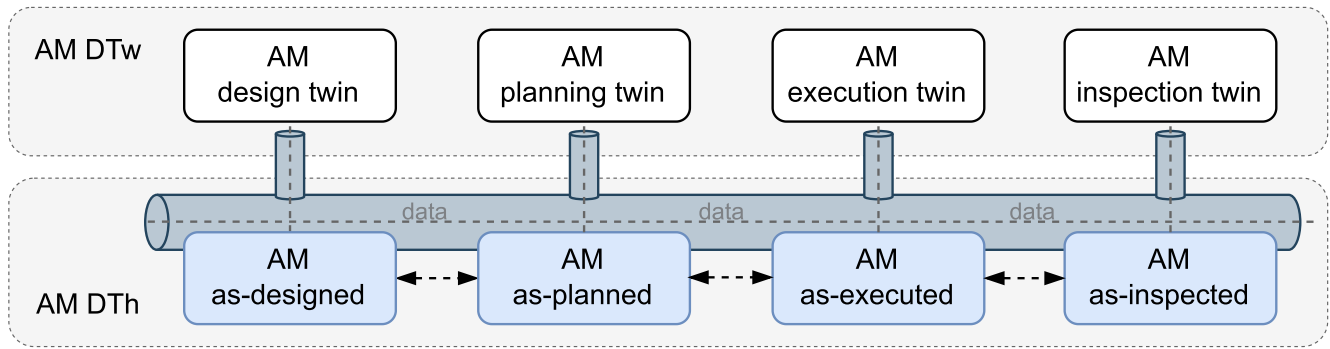 AM DTw
AM
design twin
AM
planning twin
AM
execution twin
AM
inspection twin
data
data
data
AM DTh
AM
as-designed
AM
as-planned
AM
as-executed
AM
as-inspected